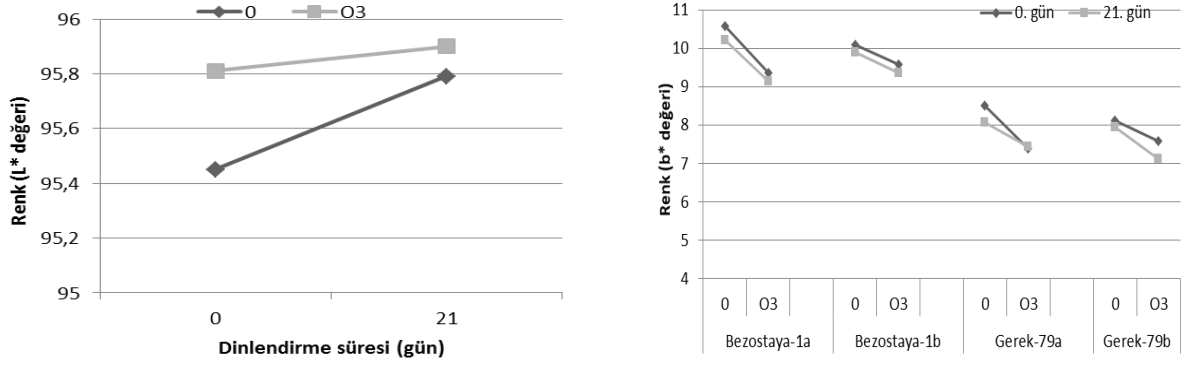 0 O3
Renk (L* değeri)
96
95,8
95,6
95,4
95,2
95
0 21
Dinlendirme süresi (gün)
0. gün 21. gün
Renk (b* değeri)
11
10
9
8
7
6
5
4
0 O3 0 O3 0 O3 0 O3
Bezostaya-1a Bezostaya-1b Gerek-79a Gerek-79b